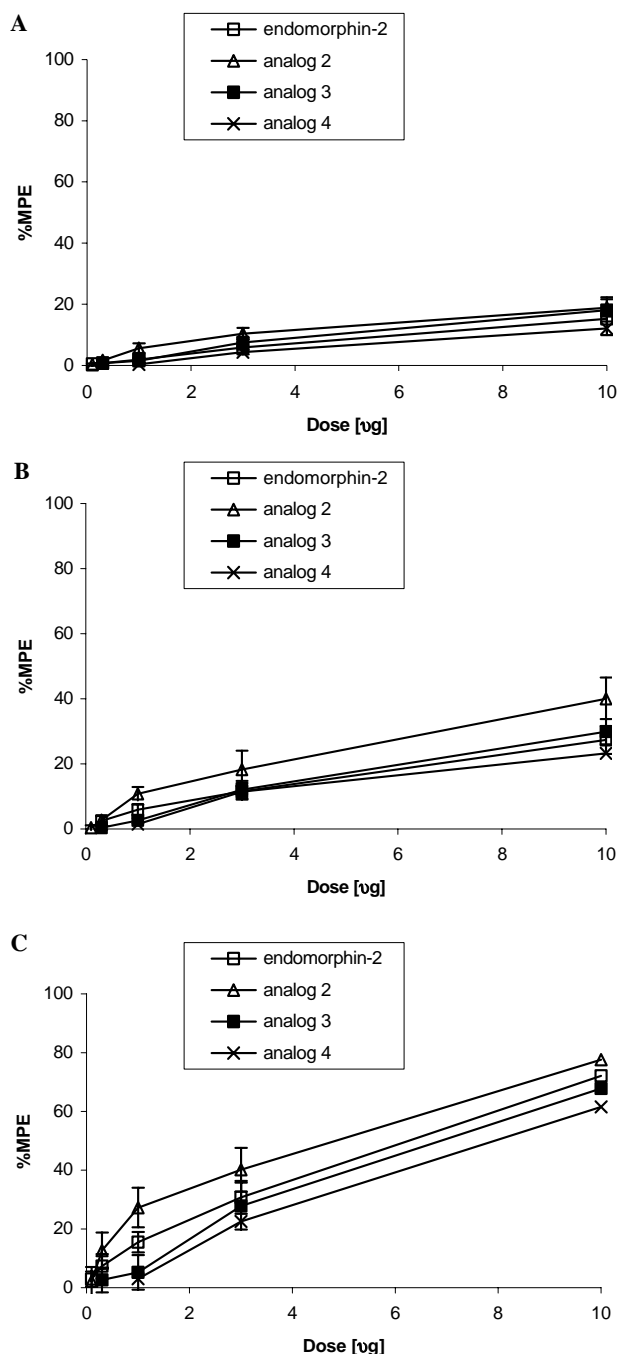 A
endomorphin-2
analog 2
analog 3
analog 4
100
80
60
40
20
0
%MPE
0 2 4 6 8 10
Dose [υg]
B
endomorphin-2
analog 2
analog 3
analog 4
100
80
60
40
20
0
%MPE
0 2 4 6 8 10
Dose [υg]
C
endomorphin-2
analog 2
analog 3
analog 4
100
80
60
40
20
0
%MPE
0 2 4 6 8 10
Dose [υg]